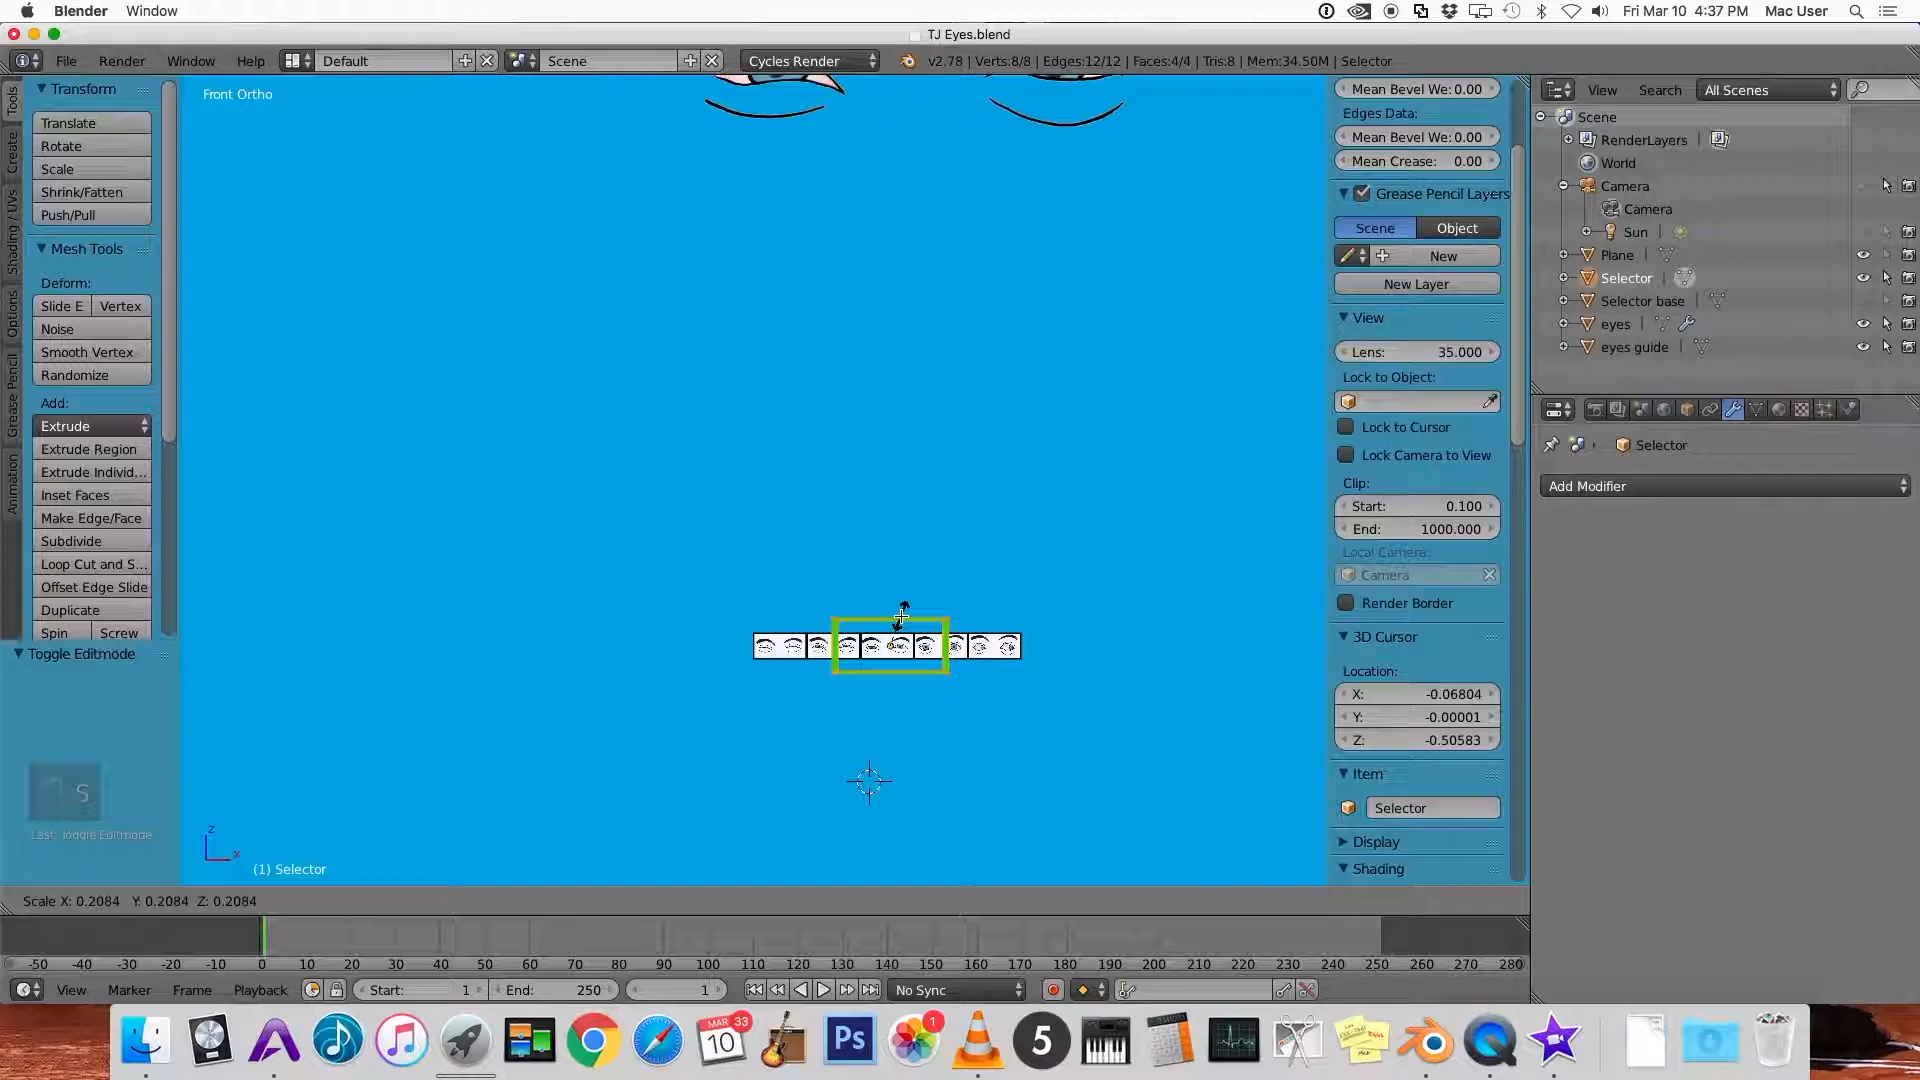 Blender Window
Fri Mar 10 4:37 PM Mac User
TJ Eyes.blend
File Render Window Help Default Scene Cycles Render v2.78 | Verts:8/8 | Edges:12/12 | Faces:4/4 | Tris:8 | Mem:34.50M | Selector
Tools
Create
Shading / UVs
Options
Grease Pencil
Animation
Transform
Translate
Rotate
Scale
Shrink/Fatten
Push/Pull
Mesh Tools
Deform:
Slide E Vertex
Noise
Smooth Vertex
Randomize
Add:
Extrude
Extrude Region
Extrude Individ...
Inset Faces
Make Edge/Face
Subdivide
Loop Cut and S...
Offset Edge Slide
Duplicate
Spin Screw
Toggle Editmode
S
Last: Toggle Editmode
Front Ortho
z
x
(1) Selector
Mean Bevel We: 0.00
Edges Data:
Mean Bevel We: 0.00
Mean Crease: 0.00
Grease Pencil Layers
Scene Object
New
New Layer
View
Lens: 35.000
Lock to Object:
Lock to Cursor
Lock Camera to View
Clip:
Start: 0.100
End: 1000.000
Local Camera:
Camera
Render Border
3D Cursor
Location:
X: -0.06804
Y: -0.00001
Z: -0.50583
Item
Selector
Display
Shading
View Search All Scenes
Scene
RenderLayers
World
Camera
Camera
Sun
Plane
Selector
Selector base
eyes
eyes guide
Selector
Add Modifier
Scale X: 0.2084 Y: 0.2084 Z: 0.2084
-50 -40 -30 -20 -10 0 10 20 30 40 50 60 70 80 90 100 110 120 130 140 150 160 170 180 190 200 210 220 230 240 250 260 270 280
View Marker Frame Playback Start: 1 End: 250 1 No Sync
MAR 33
10
Ps
1
5